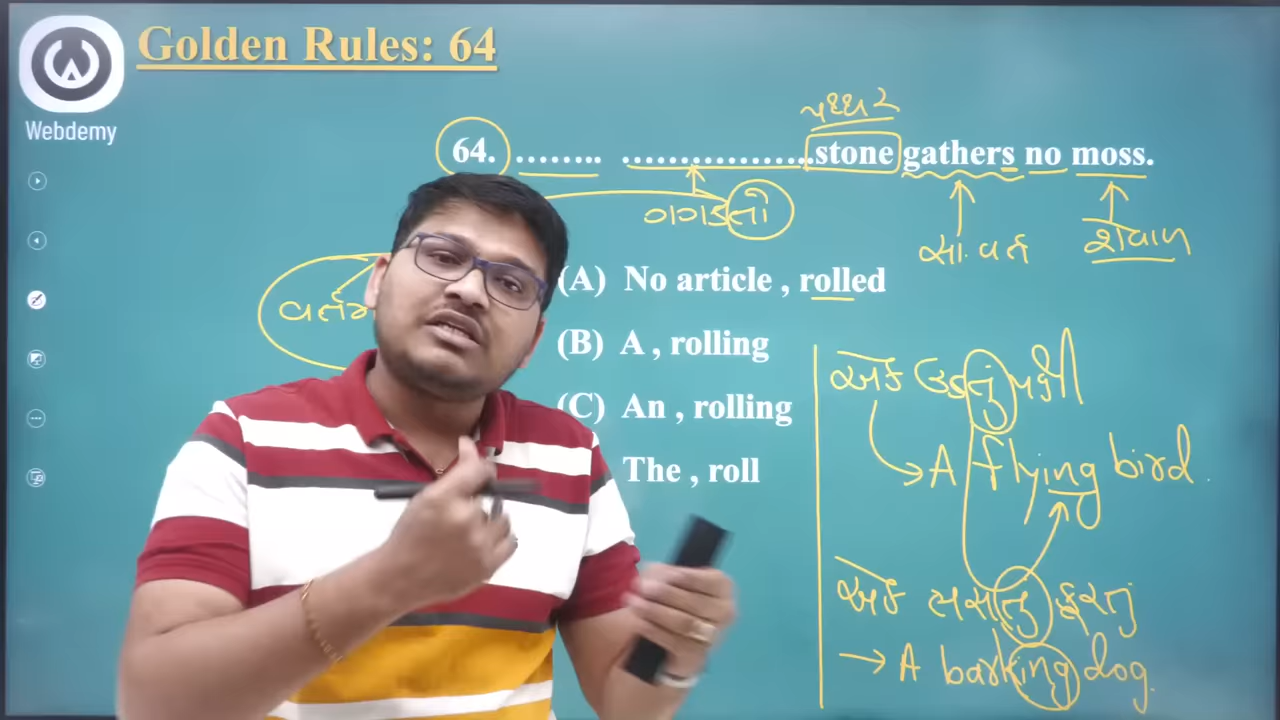 Golden Rules: 64
Webdemy
પથ્થર
64. ........ ..................stone gathers no moss.
ગબડતો
સા. વર્ત
શેવાળ
(A) No article , rolled
(B) A , rolling
(C) An , rolling
The , roll
એક ઉડતું પક્ષી
A flying bird.
એક ભસતું કૂતરું
→ A barking dog.